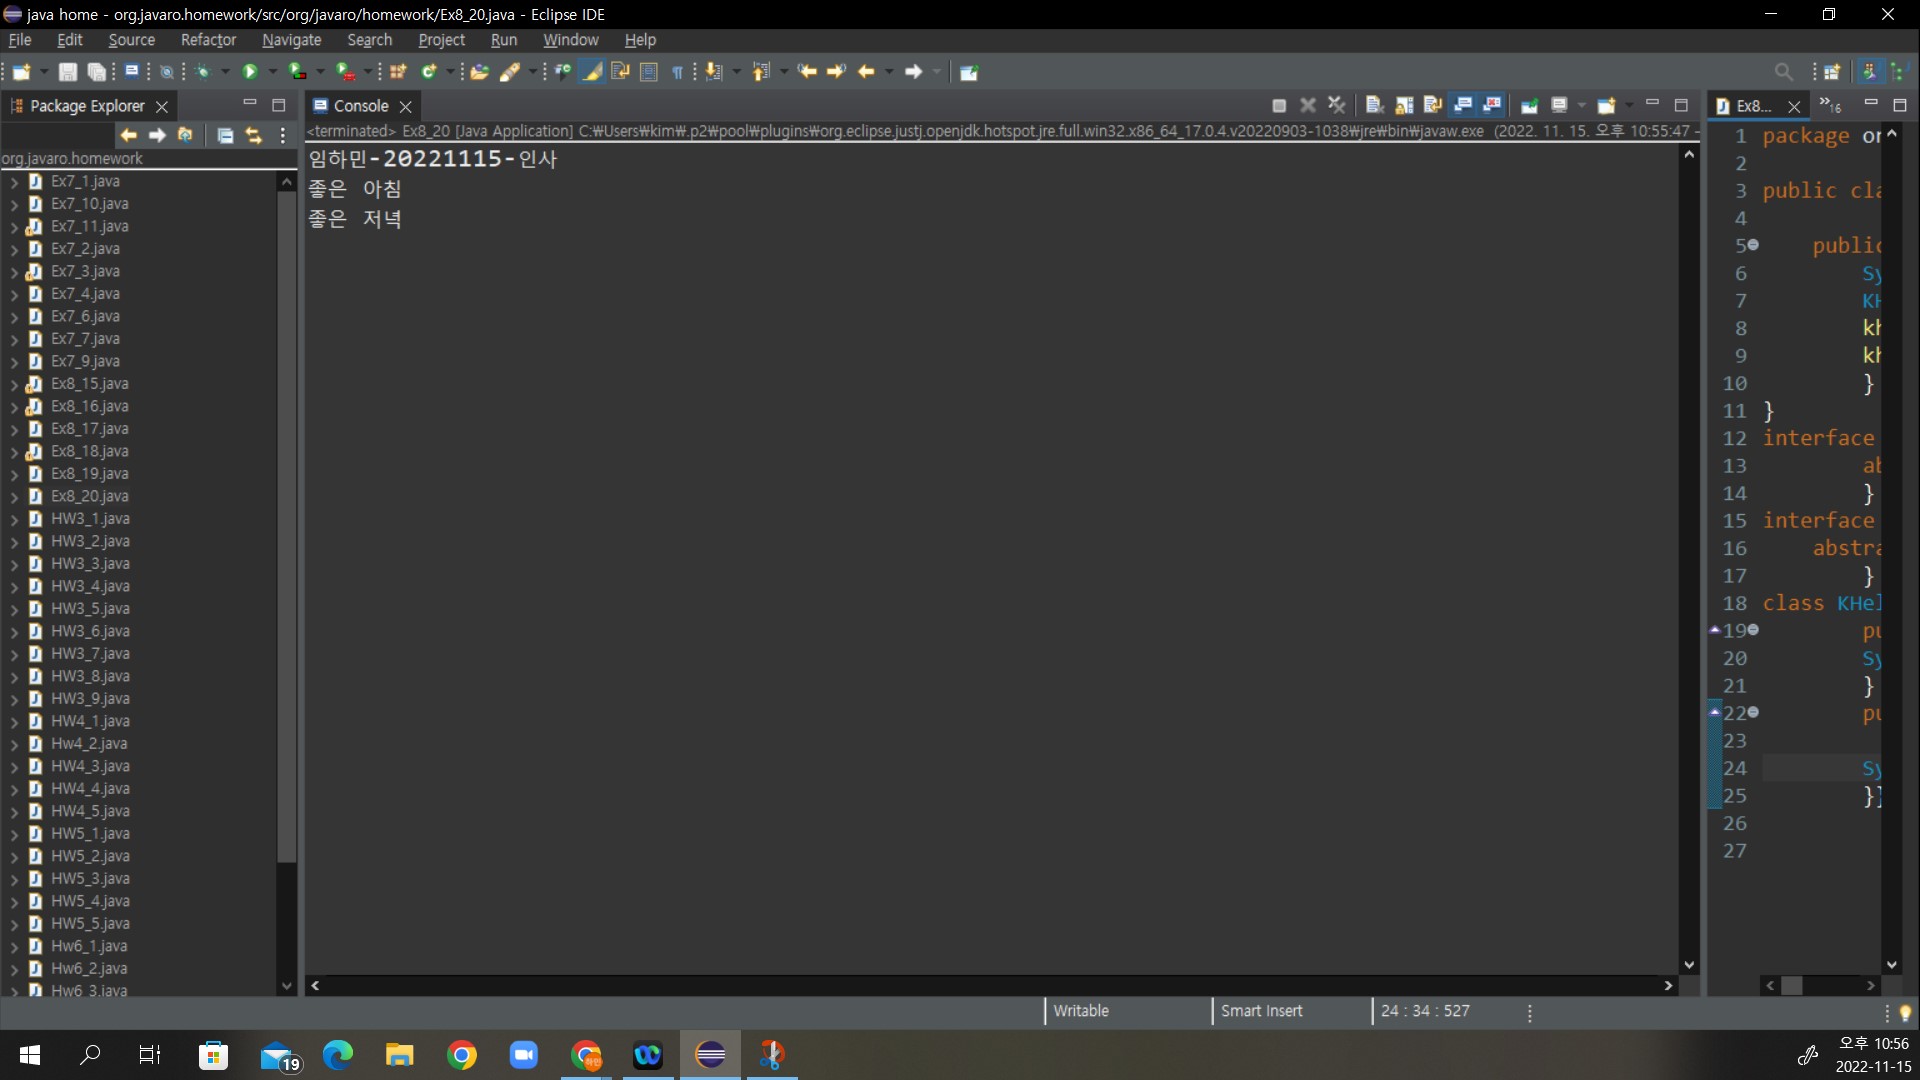 java home - org.javaro.homework/src/org/javaro/homework/Ex8_20.java - Eclipse IDE
File Edit Source Refactor Navigate Search Project Run Window Help
Package Explorer
org.javaro.homework
Ex7_1.java
Ex7_10.java
Ex7_11.java
Ex7_2.java
Ex7_3.java
Ex7_4.java
Ex7_6.java
Ex7_7.java
Ex7_9.java
Ex8_15.java
Ex8_16.java
Ex8_17.java
Ex8_18.java
Ex8_19.java
Ex8_20.java
HW3_1.java
HW3_2.java
HW3_3.java
HW3_4.java
HW3_5.java
HW3_6.java
HW3_7.java
HW3_8.java
HW3_9.java
HW4_1.java
Hw4_2.java
HW4_3.java
HW4_4.java
HW4_5.java
HW5_1.java
HW5_2.java
HW5_3.java
HW5_4.java
HW5_5.java
Hw6_1.java
Hw6_2.java
Hw6_3.java
Console
<terminated> Ex8_20 [Java Application] C:₩Users₩kim₩.p2₩pool₩plugins₩org.eclipse.justj.openjdk.hotspot.jre.full.win32.x86_64_17.0.4.v20220903-1038₩jre₩bin₩javaw.exe (2022. 11. 15. 오후 10:55:47 –
임하민-20221115-인사
좋은 아침
좋은 저녁
Ex8... »16
1 package or
2
3 public cla
4
5 public
6 Sy
7 KH
8 kh
9 kh
10 }
11 }
12 interface
13 ab
14 }
15 interface
16 abstra
17 }
18 class KHel
19 pu
20 Sy
21 }
22 pu
23
24 Sy
25 }}
26
27
Writable Smart Insert 24 : 34 : 527
19
하민
오후 10:56
2022-11-15